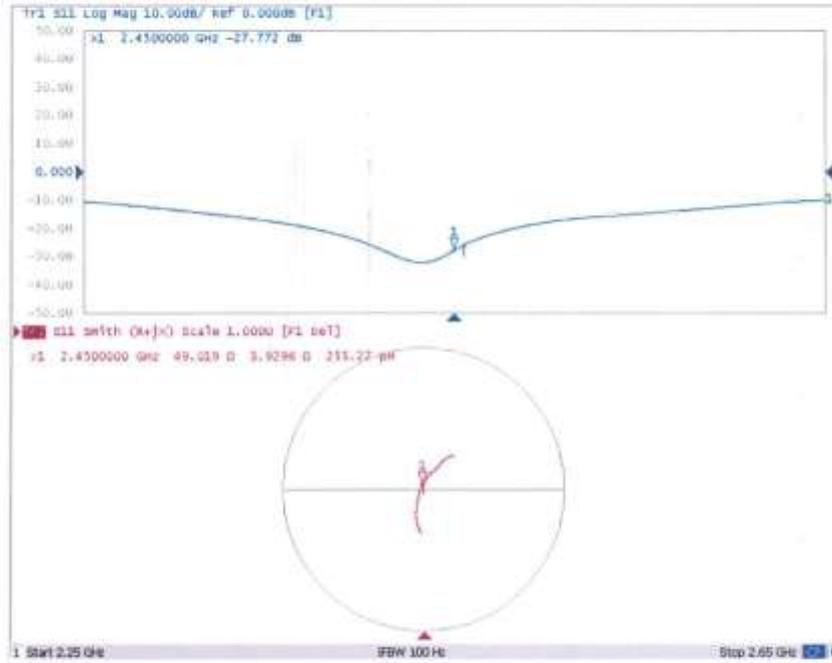 Tr1 S11 Log Mag 10.00dB/ Ref 0.000dB [F1]
50.00
>1 2.4500000 GHz -27.772 dB
40.00
30.00
20.00
10.00
0.000
-10.00
-20.00
1
-30.00
-40.00
-50.00
S11 Smith (R+jX) Scale 1.000U [F1 Del]
>1 2.4500000 GHz 49.019 Ω 3.9296 Ω pH
1 Start 2.25 GHz IFBW 100 Hz Stop 2.65 GHz